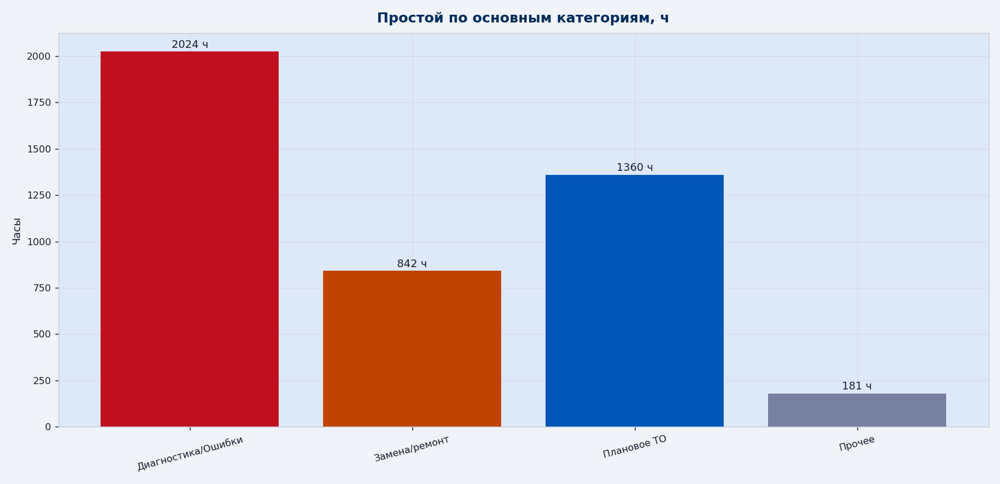 Простой по основным категориям, ч
Часы
2000
1750
1500
1250
1000
750
500
250
0
2024 ч
842 ч
1360 ч
181 ч
Диагностика/Ошибки
Замена/ремонт
Плановое ТО
Прочее